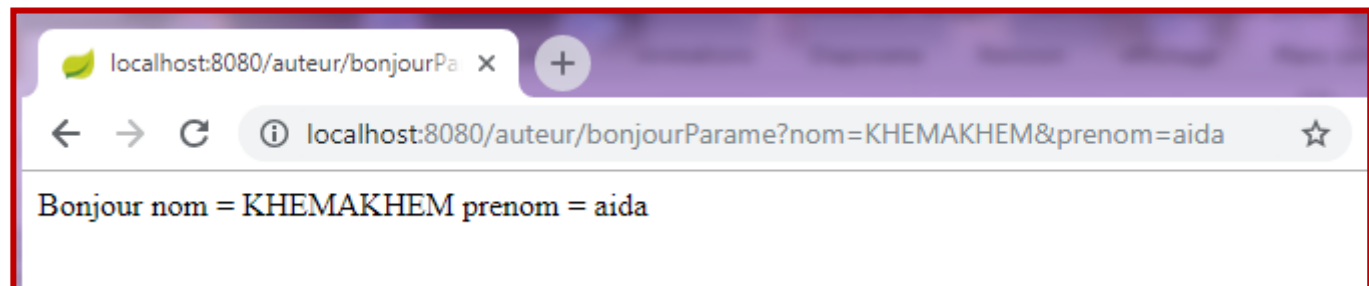 localhost:8080/auteur/bonjourPa
localhost:8080/auteur/bonjourParame?nom=KHEMAKHEM&prenom=aida
Bonjour nom = KHEMAKHEM prenom = aida